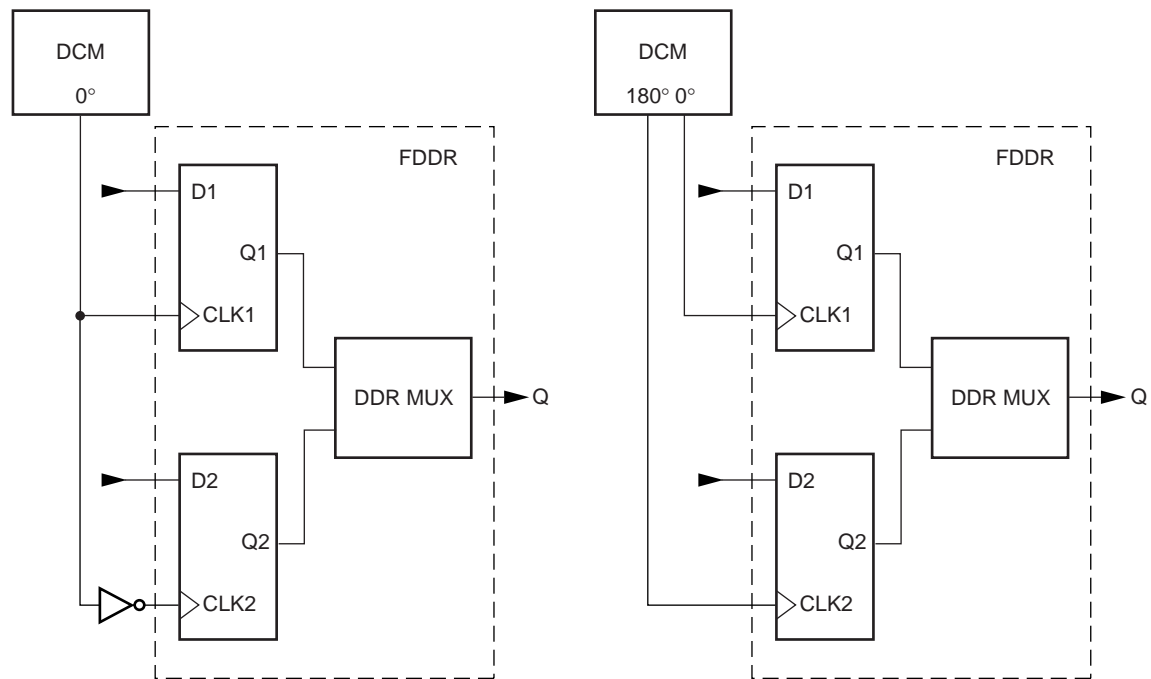 DCM
0°
FDDR
D1
Q1
CLK1
DDR MUX
Q
D2
Q2
CLK2
DCM
180° 0°
FDDR
D1
Q1
CLK1
DDR MUX
Q
D2
Q2
CLK2